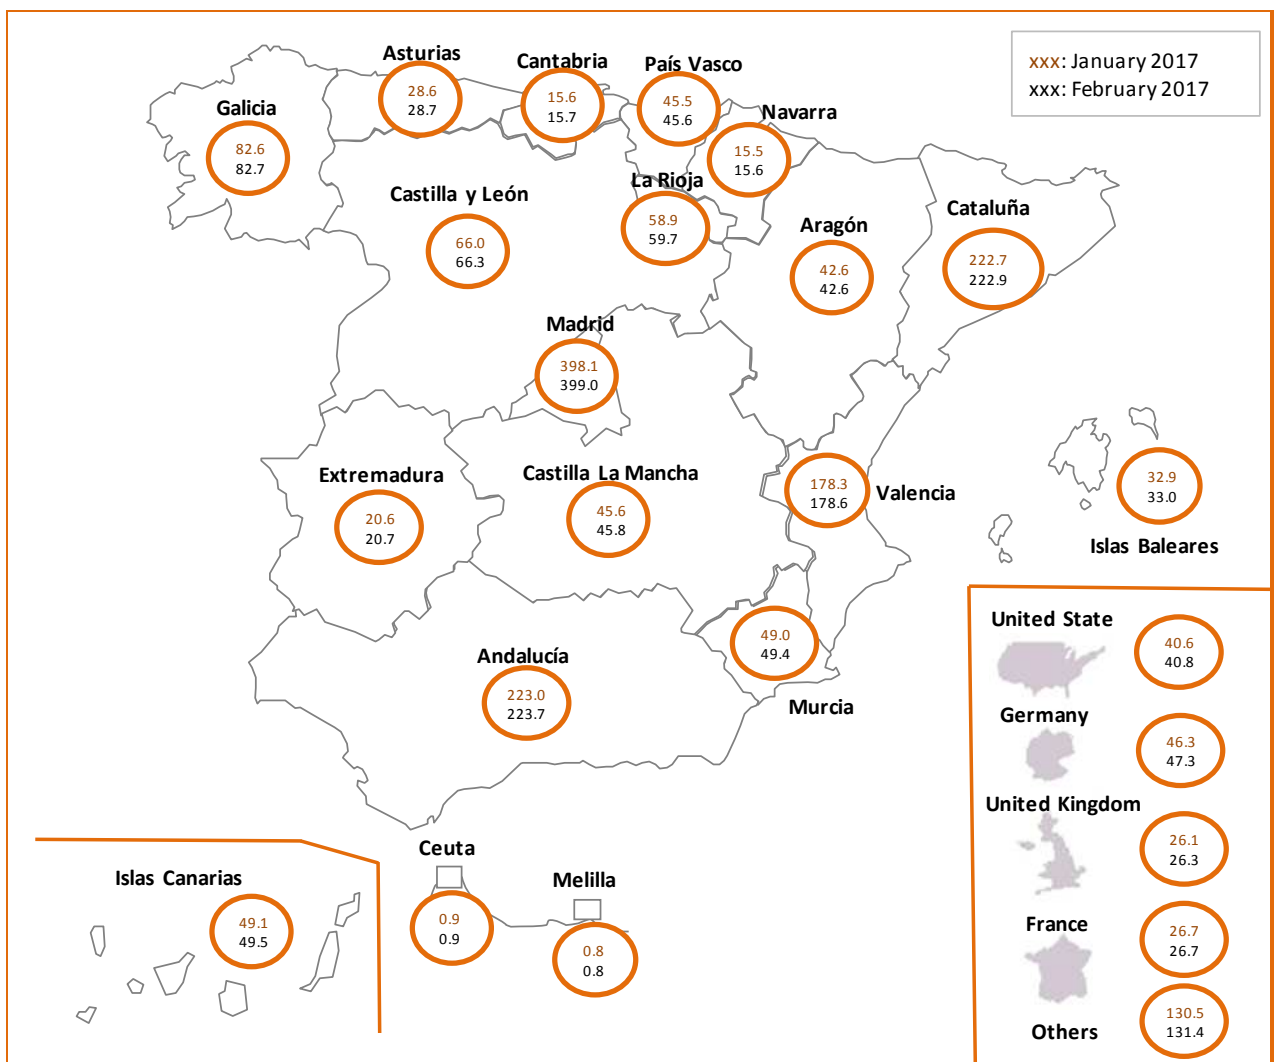 xxx: January 2017
xxx: February 2017
Asturias
28.6
28.7
Cantabria
15.6
15.7
País Vasco
45.5
45.6
Galicia
82.6
82.7
Navarra
15.5
15.6
Castilla y León
66.0
66.3
La Rioja
58.9
59.7
Aragón
42.6
42.6
Cataluña
222.7
222.9
Madrid
398.1
399.0
Extremadura
20.6
20.7
Castilla La Mancha
45.6
45.8
178.3
178.6
Valencia
32.9
33.0
Islas Baleares
Andalucía
223.0
223.7
49.0
49.4
Murcia
United State
40.6
40.8
Germany
46.3
47.3
United Kingdom
26.1
26.3
France
26.7
26.7
Others
130.5
131.4
Islas Canarias
49.1
49.5
Ceuta
0.9
0.9
Melilla
0.8
0.8